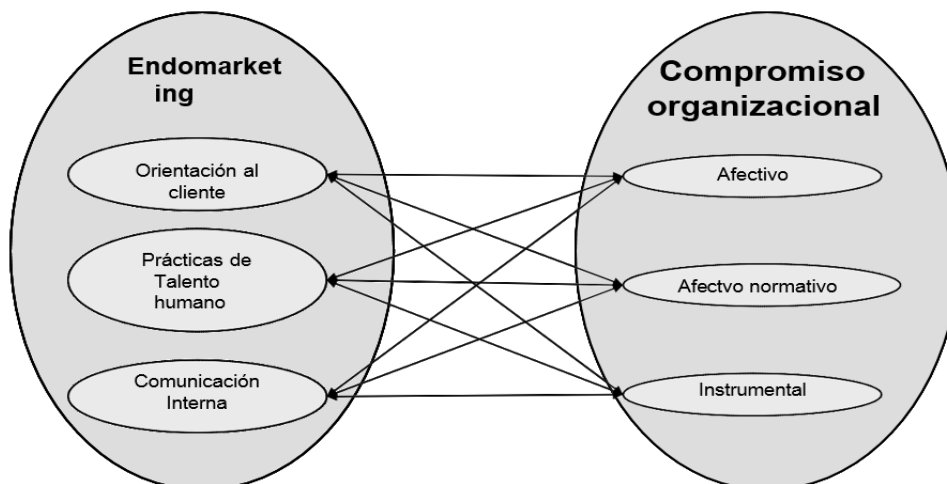 Endomarket
ing
Orientación al
cliente
Prácticas de
Talento
humano
Comunicación
Interna
Compromiso
organizacional
Afectivo
Afectvo normativo
Instrumental